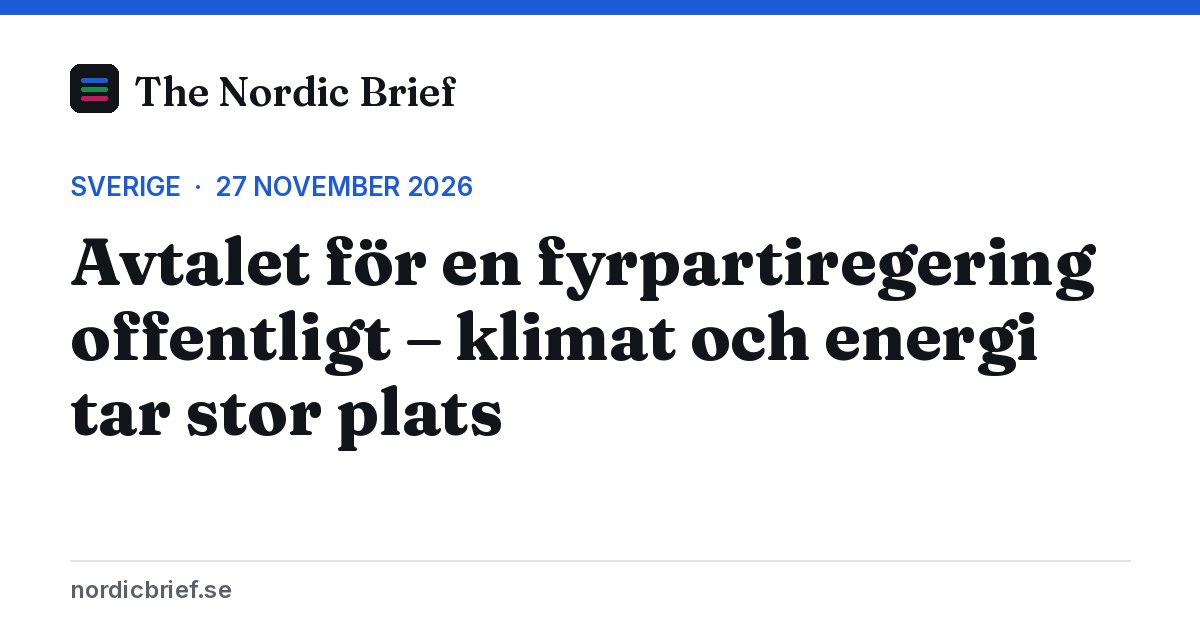 The Nordic Brief
SVERIGE · 27 NOVEMBER 2026
Avtalet för en fyrpartiregering
offentligt – klimat och energi
tar stor plats
nordicbrief.se